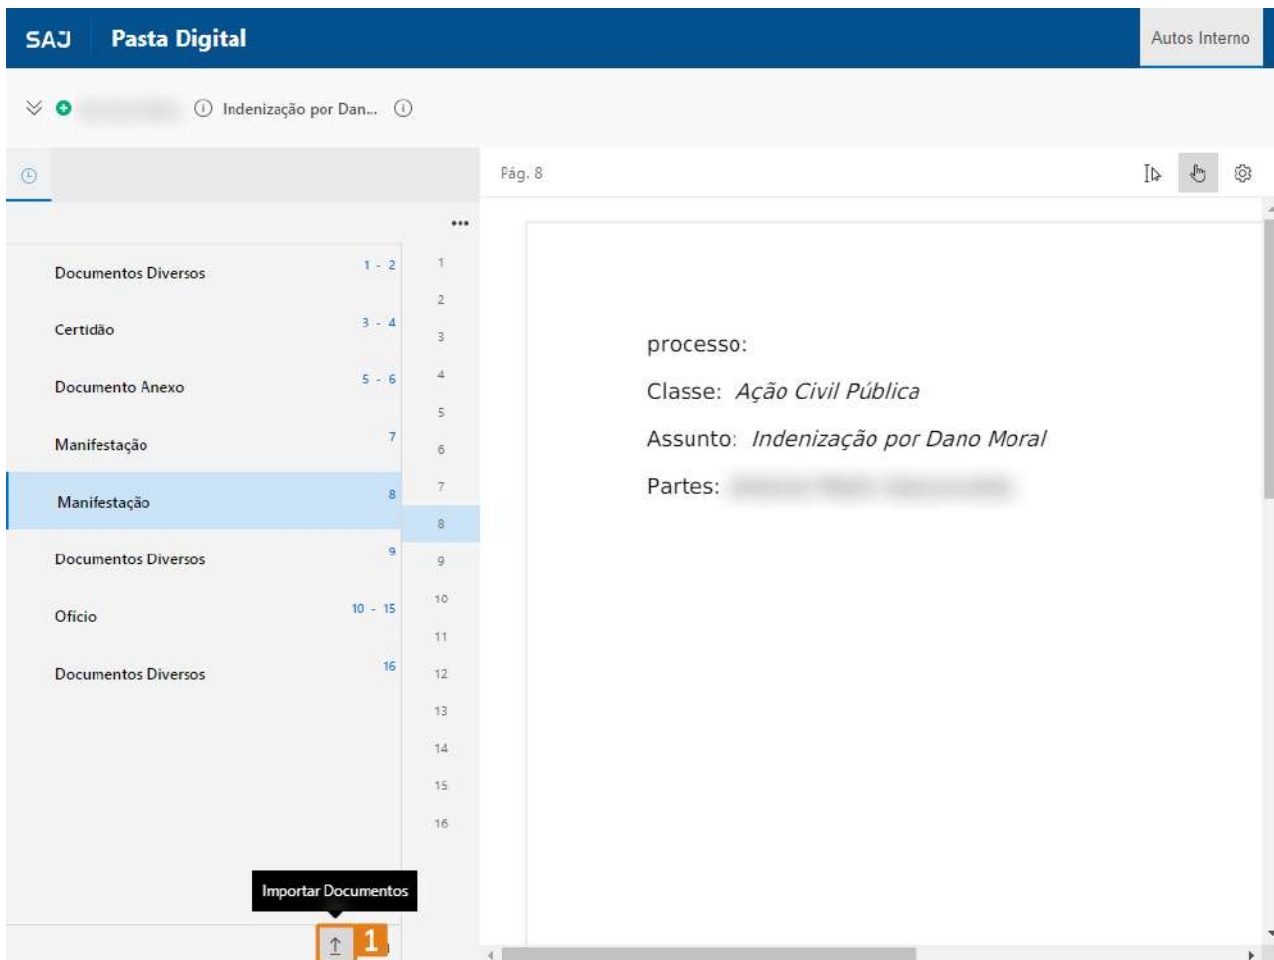 SAJ Pasta Digital Autos Interno
Indenização por Dan...
Pág. 8
Documentos Diversos 1 - 2
Certidão 3 - 4
Documento Anexo 5 - 6
Manifestação 7
Manifestação 8
Documentos Diversos 9
Ofício 10 - 15
Documentos Diversos 16
1
2
3
4
5
6
7
8
9
10
11
12
13
14
15
16
processo:
Classe: Ação Civil Pública
Assunto: Indenização por Dano Moral
Partes:
Importar Documentos
1